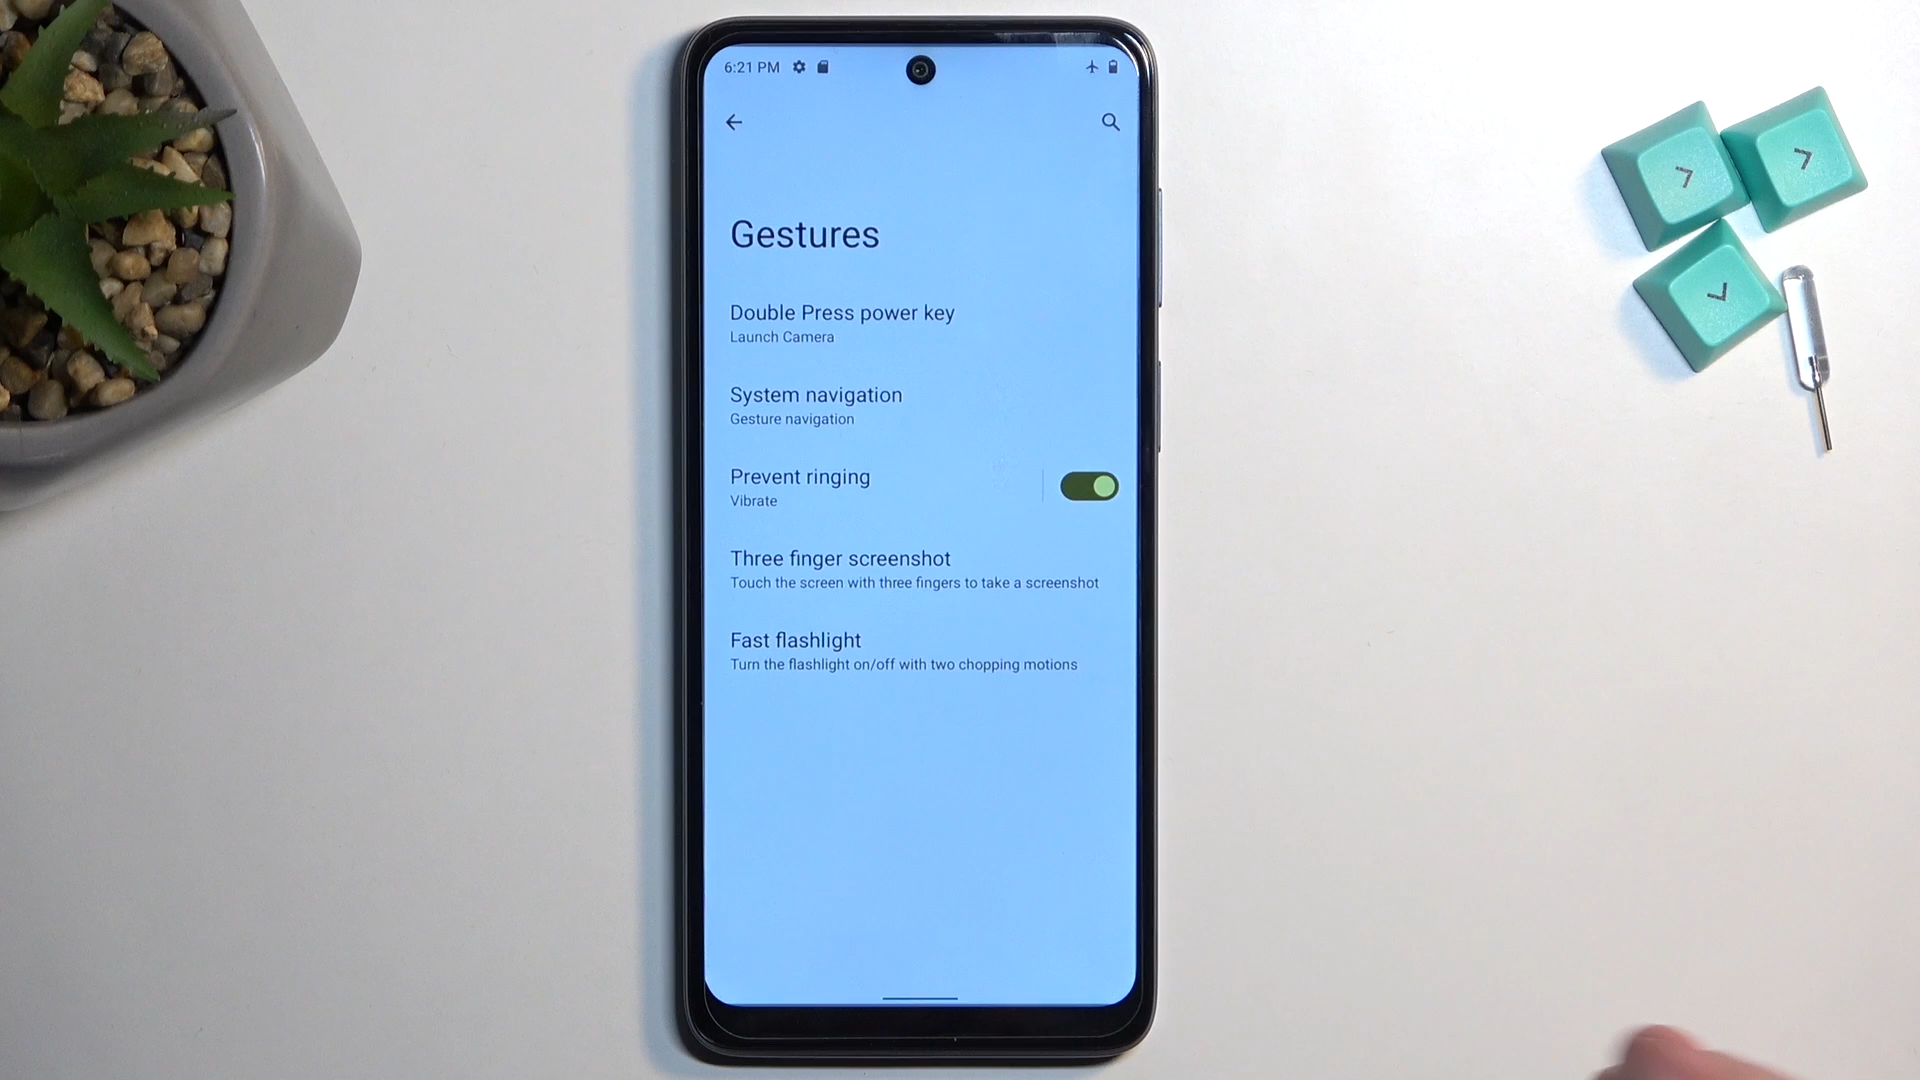 6:21 PM
Gestures
Double Press power key
Launch Camera
System navigation
Gesture navigation
Prevent ringing
Vibrate
Three finger screenshot
Touch the screen with three fingers to take a screenshot
Fast flashlight
Turn the flashlight on/off with two chopping motions